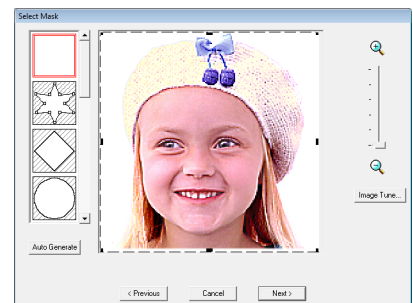 Select Mask
Image Tune...
Auto Generate
< Previous
Cancel
Next >